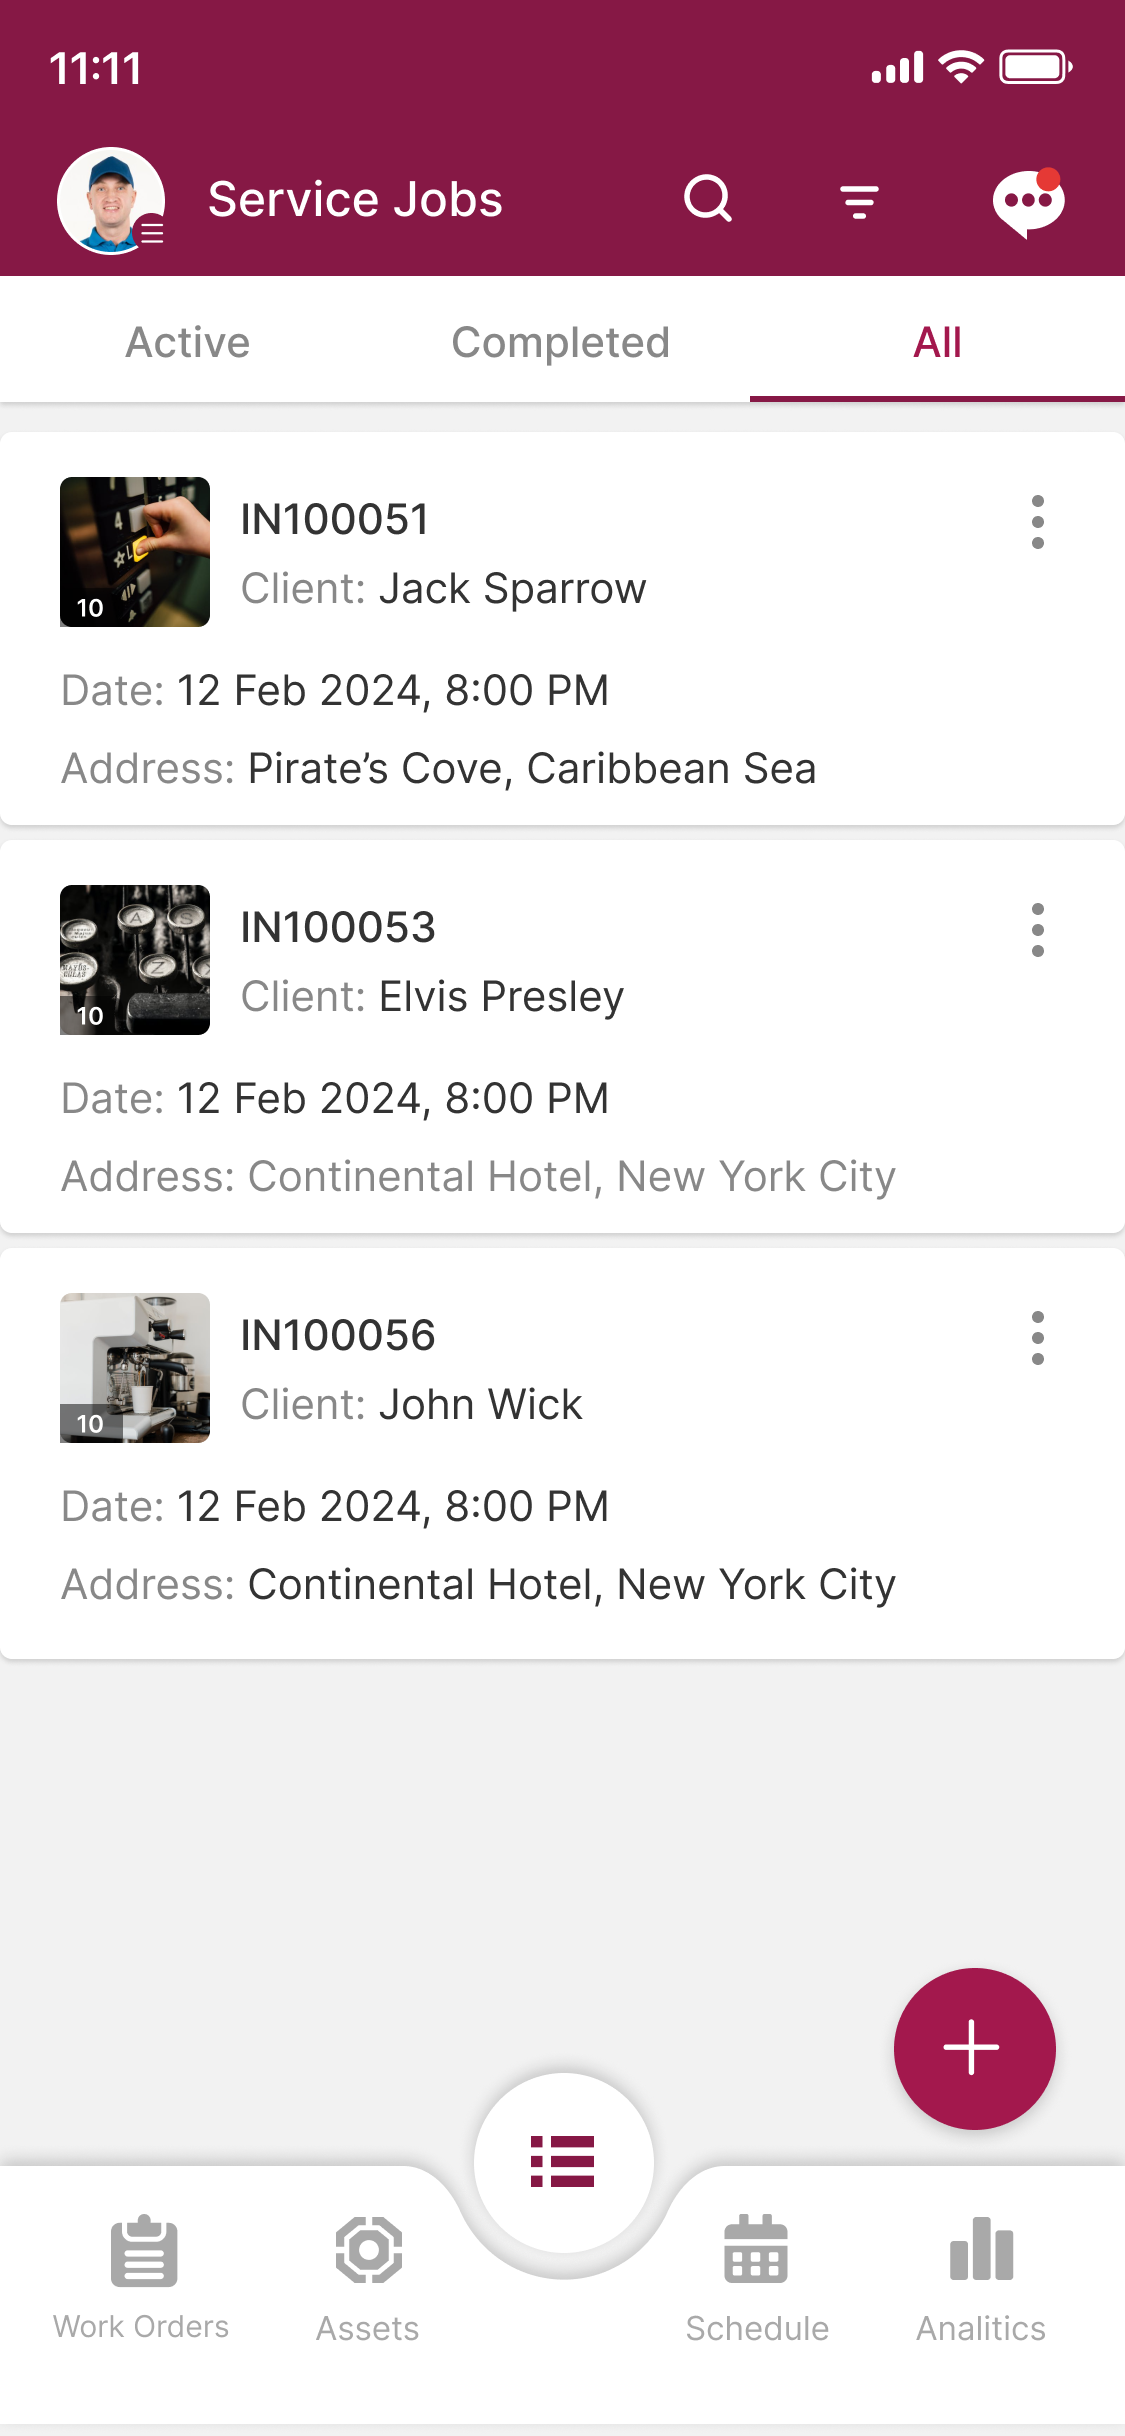 11:11
Service Jobs
Active Completed All
IN100051
Client: Jack Sparrow
4
L
10
Date: 12 Feb 2024, 8:00 PM
Address: Pirate’s Cove, Caribbean Sea
IN100053
Client: Elvis Presley
A S
Z
10
Date: 12 Feb 2024, 8:00 PM
Address: Continental Hotel, New York City
IN100056
Client: John Wick
10
Date: 12 Feb 2024, 8:00 PM
Address: Continental Hotel, New York City
Work Orders Assets Schedule Analitics